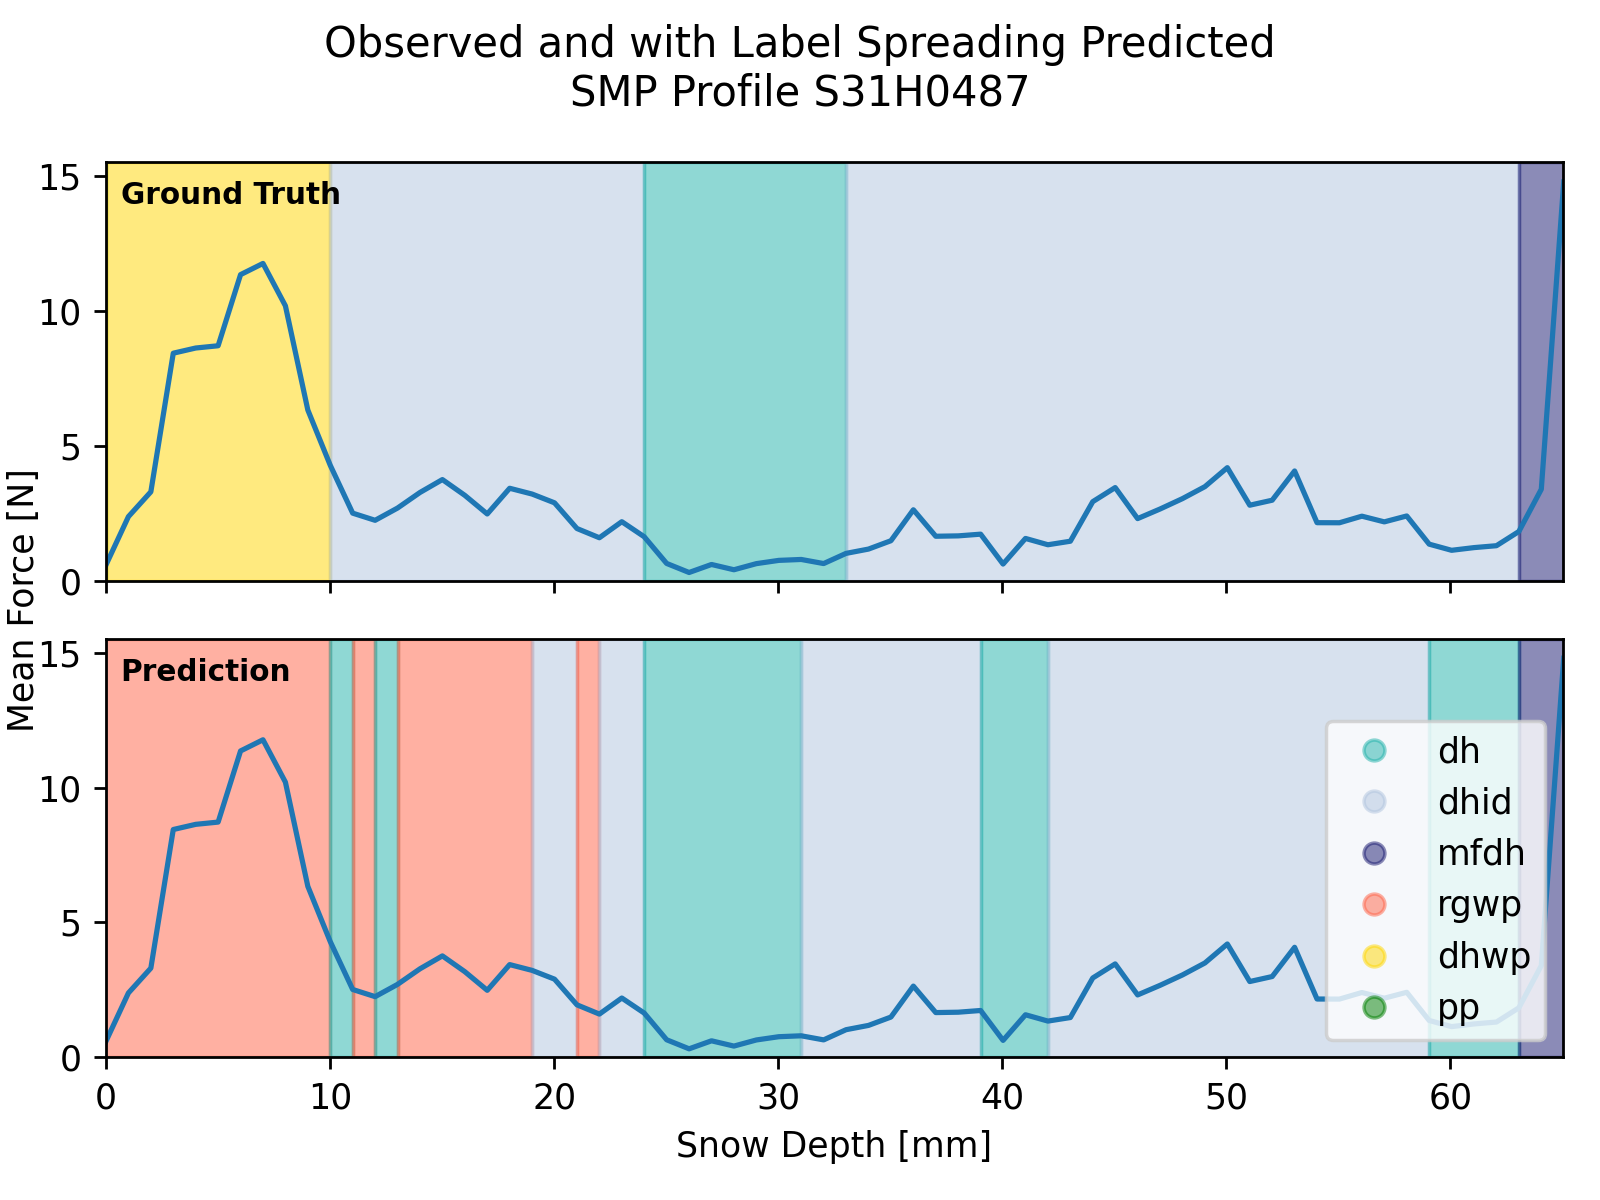 Observed and with Label Spreading Predicted
SMP Profile S31H0487
Mean Force [N]
15
10
5
0
Ground Truth
15
10
5
0
Prediction
dh
dhid
mfdh
rgwp
dhwp
pp
0 10 20 30 40 50 60
Snow Depth [mm]